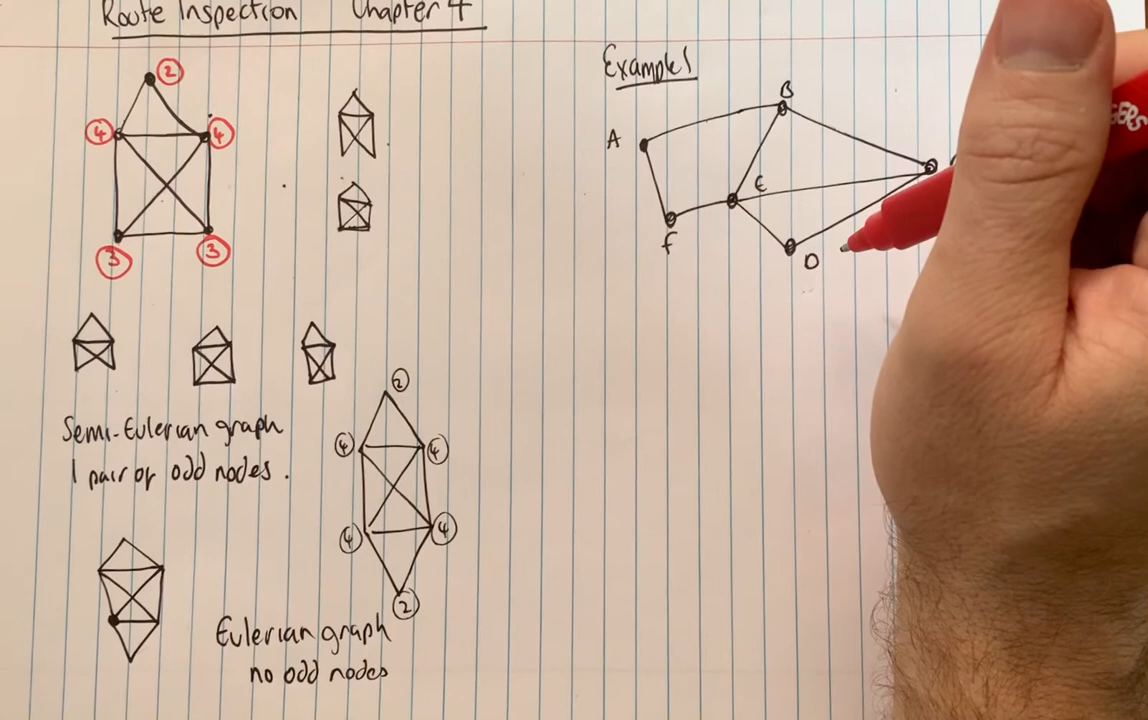 Route Inspection Chapter 4
②
④ ④
③ ③
Semi-Eulerian graph
1 pair of odd nodes.
②
④ ④
④ ④
②
Eulerian graph
no odd nodes
Example 1
B
A
E
F
D